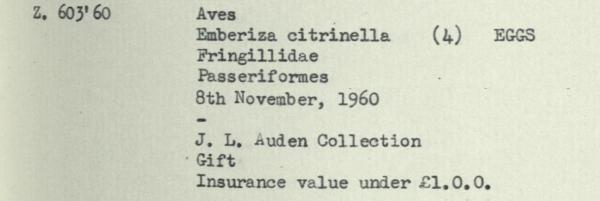 Z. 603'60 Aves
Emberiza citrinella (4) EGGS
Fringillidae
Passeriformes
8th November, 1960
-
J. L. Auden Collection
Gift
Insurance value under £1.0.0.